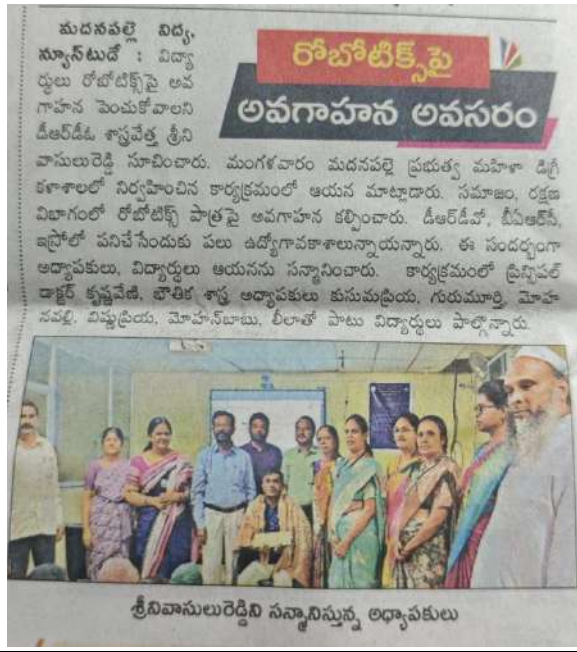 రోబోటిక్స్‌పై
అవగాహన అవసరం
మదనపల్లె విద్య,
న్యూస్‌టుడే : విద్యా
ర్థులు రోబోటిక్స్‌పై అవ
గాహన పెంచుకోవాలని
డీఆర్‌డీఓ శాస్త్రవేత్త శ్రీని
వాసులురెడ్డి సూచించారు. మంగళవారం మదనపల్లె ప్రభుత్వ మహిళా డిగ్రీ
కళాశాలలో నిర్వహించిన కార్యక్రమంలో ఆయన మాట్లాడారు. సమాజం, రక్షణ
విభాగంలో రోబోటిక్స్ పాత్రపై అవగాహన కల్పించారు. డీఆర్‌డీవో, బీఏఆర్‌సీ,
ఇస్రోలో పనిచేసేందుకు పలు ఉద్యోగావకాశాలున్నాయన్నారు. ఈ సందర్భంగా
అధ్యాపకులు, విద్యార్థులు ఆయనను సన్మానించారు. కార్యక్రమంలో ప్రిన్సిపల్
డాక్టర్ కృష్ణవేణి, భౌతిక శాస్త్ర అధ్యాపకులు కుసుమప్రియ, గురుమూర్తి, మోహ
నవల్లి, విష్ణుప్రియ, మోహన్‌బాబు, లీలాతో పాటు విద్యార్థులు పాల్గొన్నారు.
శ్రీనివాసులురెడ్డిని సన్మానిస్తున్న అధ్యాపకులు